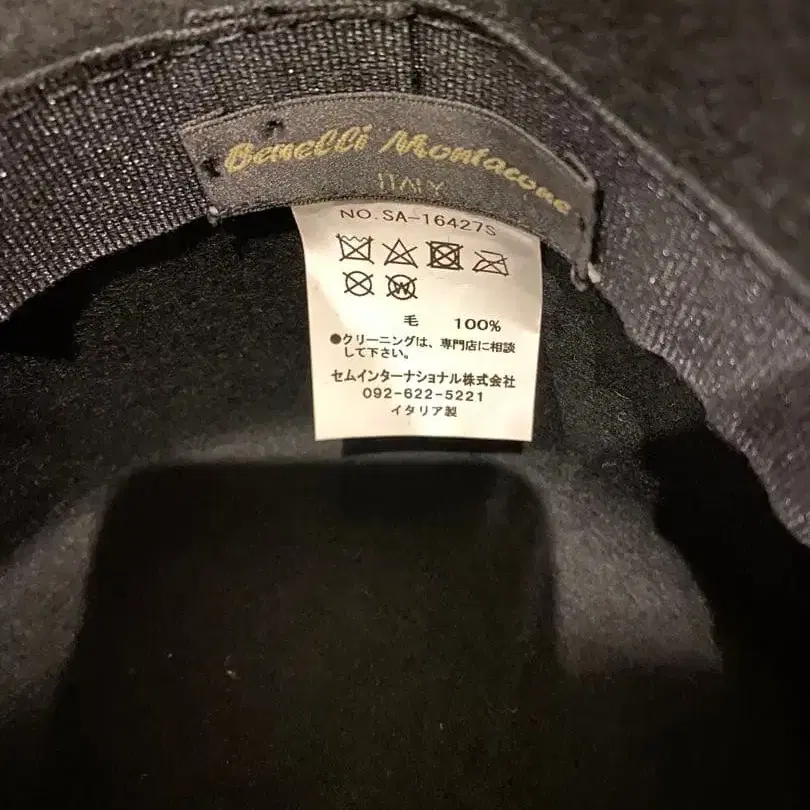 Benelli Montacone
ITALY
NO.SA-16427S
W
毛 100%
●クリーニングは、専門店に相談
して下さい。
セムインターナショナル株式会社
092-622-5221
イタリア製